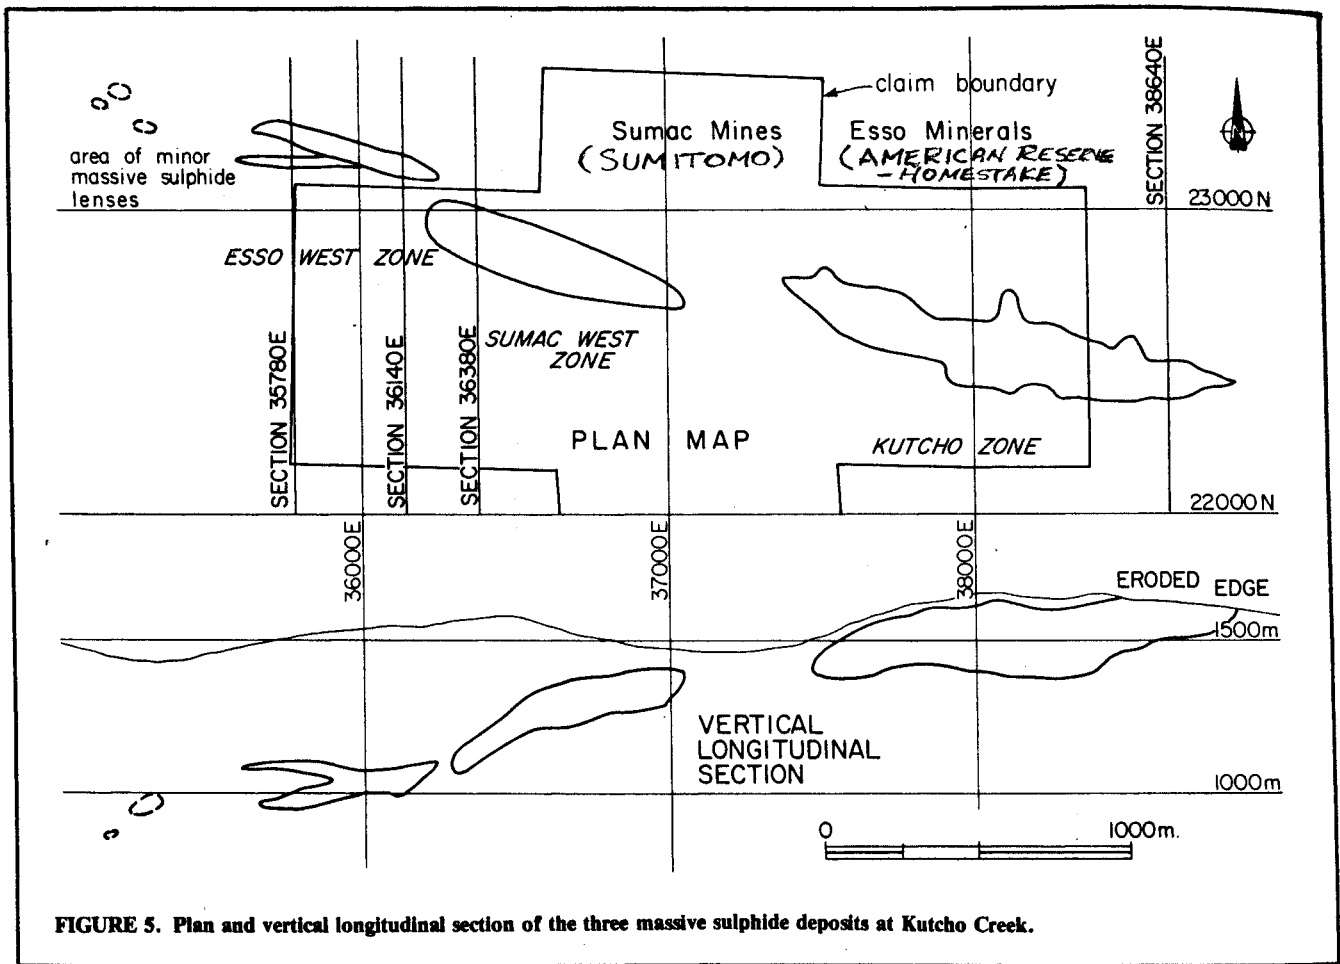 claim boundary
SECTION 38640E
Sumac Mines
(SUMITOMO)
Esso Minerals
(AMERICAN RESERVE
- HOMESTAKE)
area of minor
massive sulphide
lenses
23000N
ESSO WEST ZONE
SUMAC WEST
ZONE
SECTION 35780E
SECTION 36140E
SECTION 36380E
PLAN MAP
KUTCHO ZONE
22000N
36000E
37000E
38000E
ERODED EDGE
1500m
VERTICAL
LONGITUDINAL
SECTION
1000m
0 1000m.
FIGURE 5. Plan and vertical longitudinal section of the three massive sulphide deposits at Kutcho Creek.